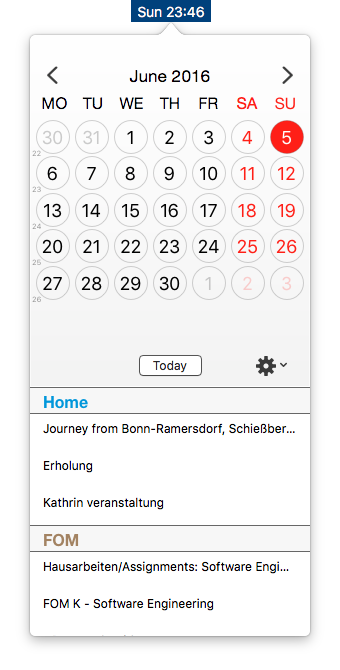 Sun 23:46
June 2016
MO TU WE TH FR SA SU
30 31 1 2 3 4 5
22
6 7 8 9 10 11 12
23
13 14 15 16 17 18 19
24
20 21 22 23 24 25 26
25
27 28 29 30 1 2 3
26
Today
Home
Journey from Bonn-Ramersdorf, Schießber...
Erholung
Kathrin veranstaltung
FOM
Hausarbeiten/Assignments: Software Engi...
FOM K - Software Engineering